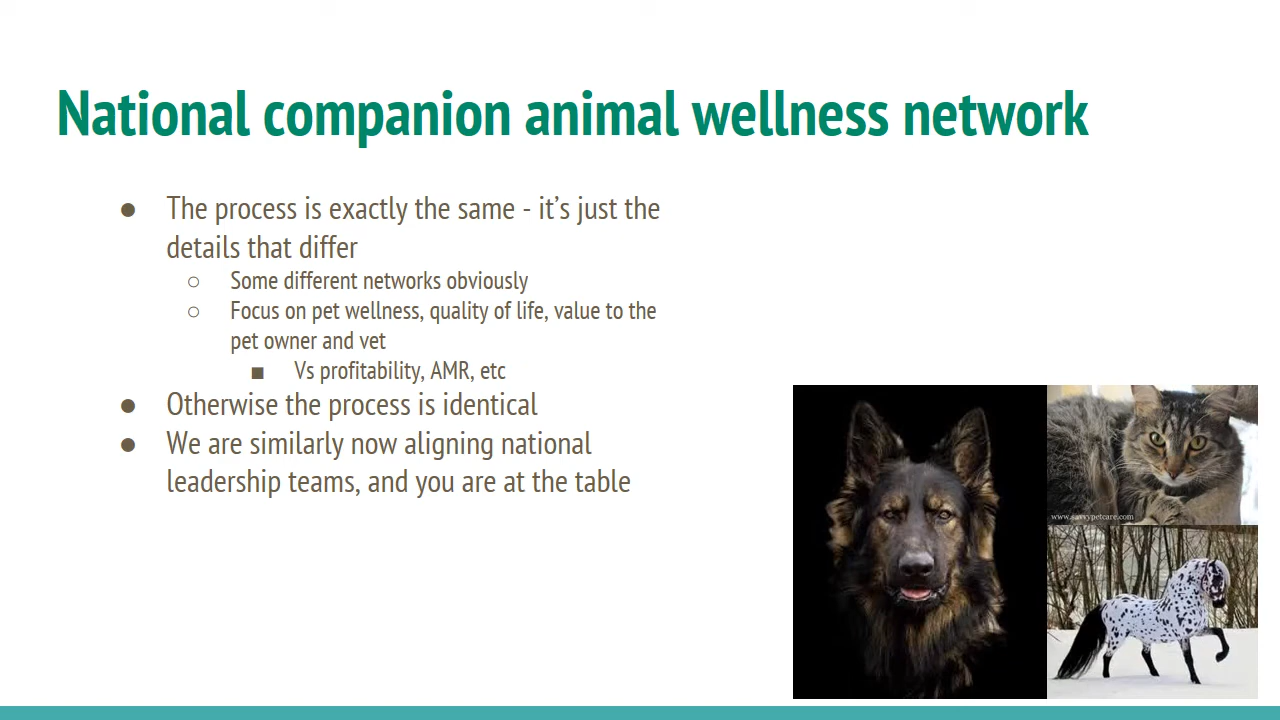 National companion animal wellness network
● The process is exactly the same - it’s just the
details that differ
○ Some different networks obviously
○ Focus on pet wellness, quality of life, value to the
pet owner and vet
■ Vs profitability, AMR, etc
● Otherwise the process is identical
● We are similarly now aligning national
leadership teams, and you are at the table
www.savvypetcare.com